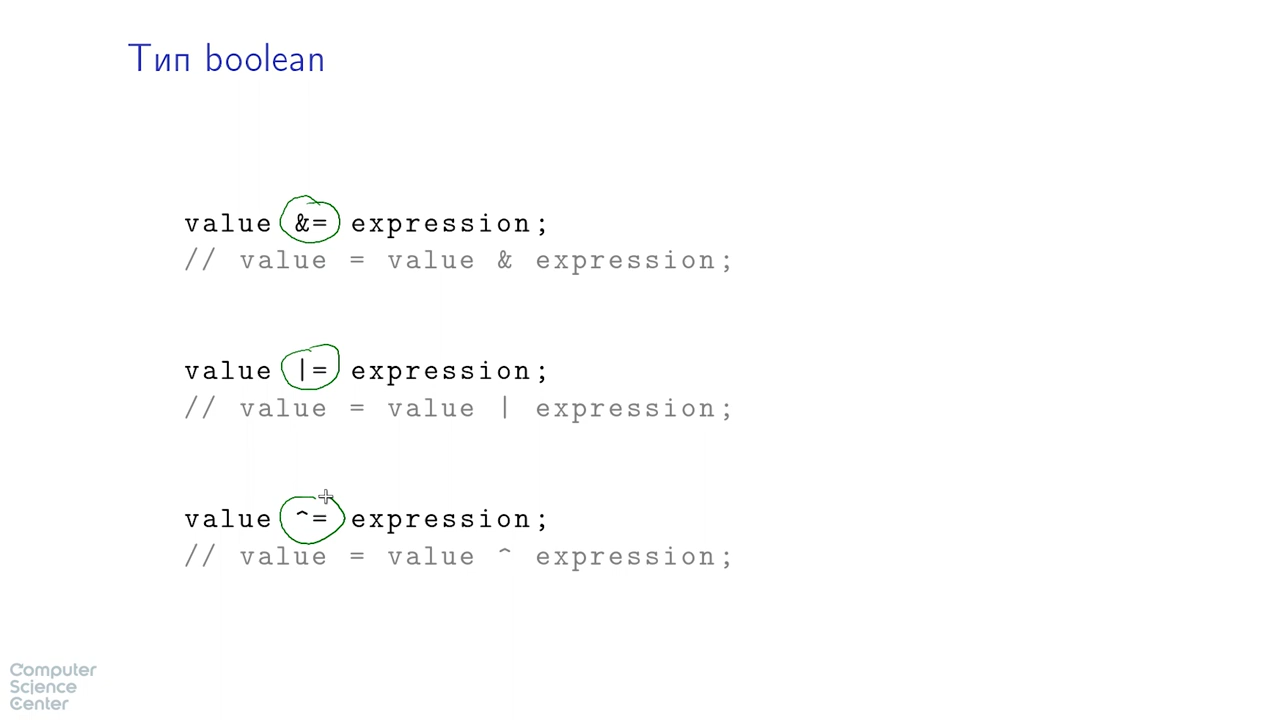 Тип boolean
value &= expression;
// value = value & expression;
value |= expression;
// value = value | expression;
value ^= expression;
// value = value ^ expression;
Computer
Science
Center